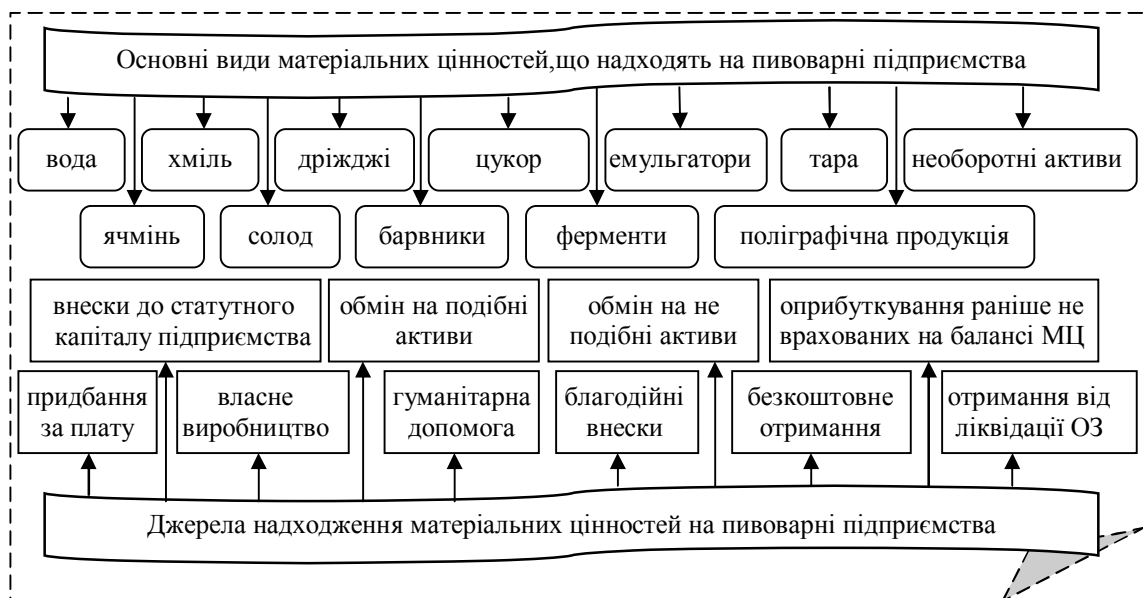 Основні види матеріальних цінностей,що надходять на пивоварні підприємства
вода
хміль
дріжджі
цукор
емульгатори
тара
необоротні активи
ячмінь
солод
барвники
ферменти
поліграфічна продукція
внески до статутного
капіталу підприємства
обмін на подібні
активи
обмін на не
подібні активи
оприбуткування раніше не
врахованих на балансі МЦ
придбання
за плату
власне
виробництво
гуманітарна
допомога
благодійні
внески
безкоштовне
отримання
отримання від
ліквідації ОЗ
Джерела надходження матеріальних цінностей на пивоварні підприємства